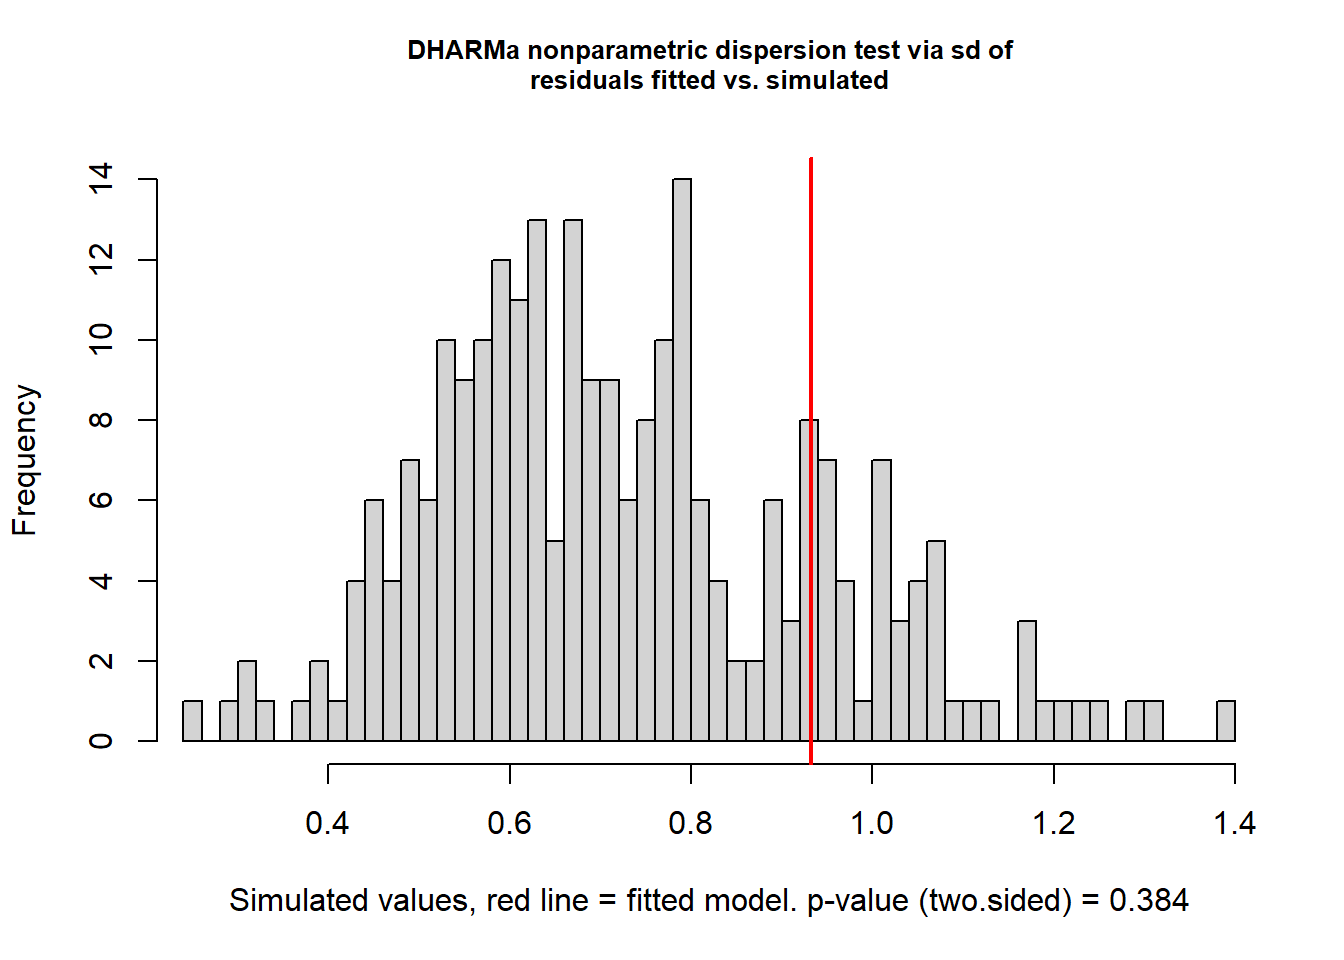 DHARMa nonparametric dispersion test via sd of
residuals fitted vs. simulated
Frequency
14
12
10
8
6
4
2
0
0.4 0.6 0.8 1.0 1.2 1.4
Simulated values, red line = fitted model. p-value (two.sided) = 0.384